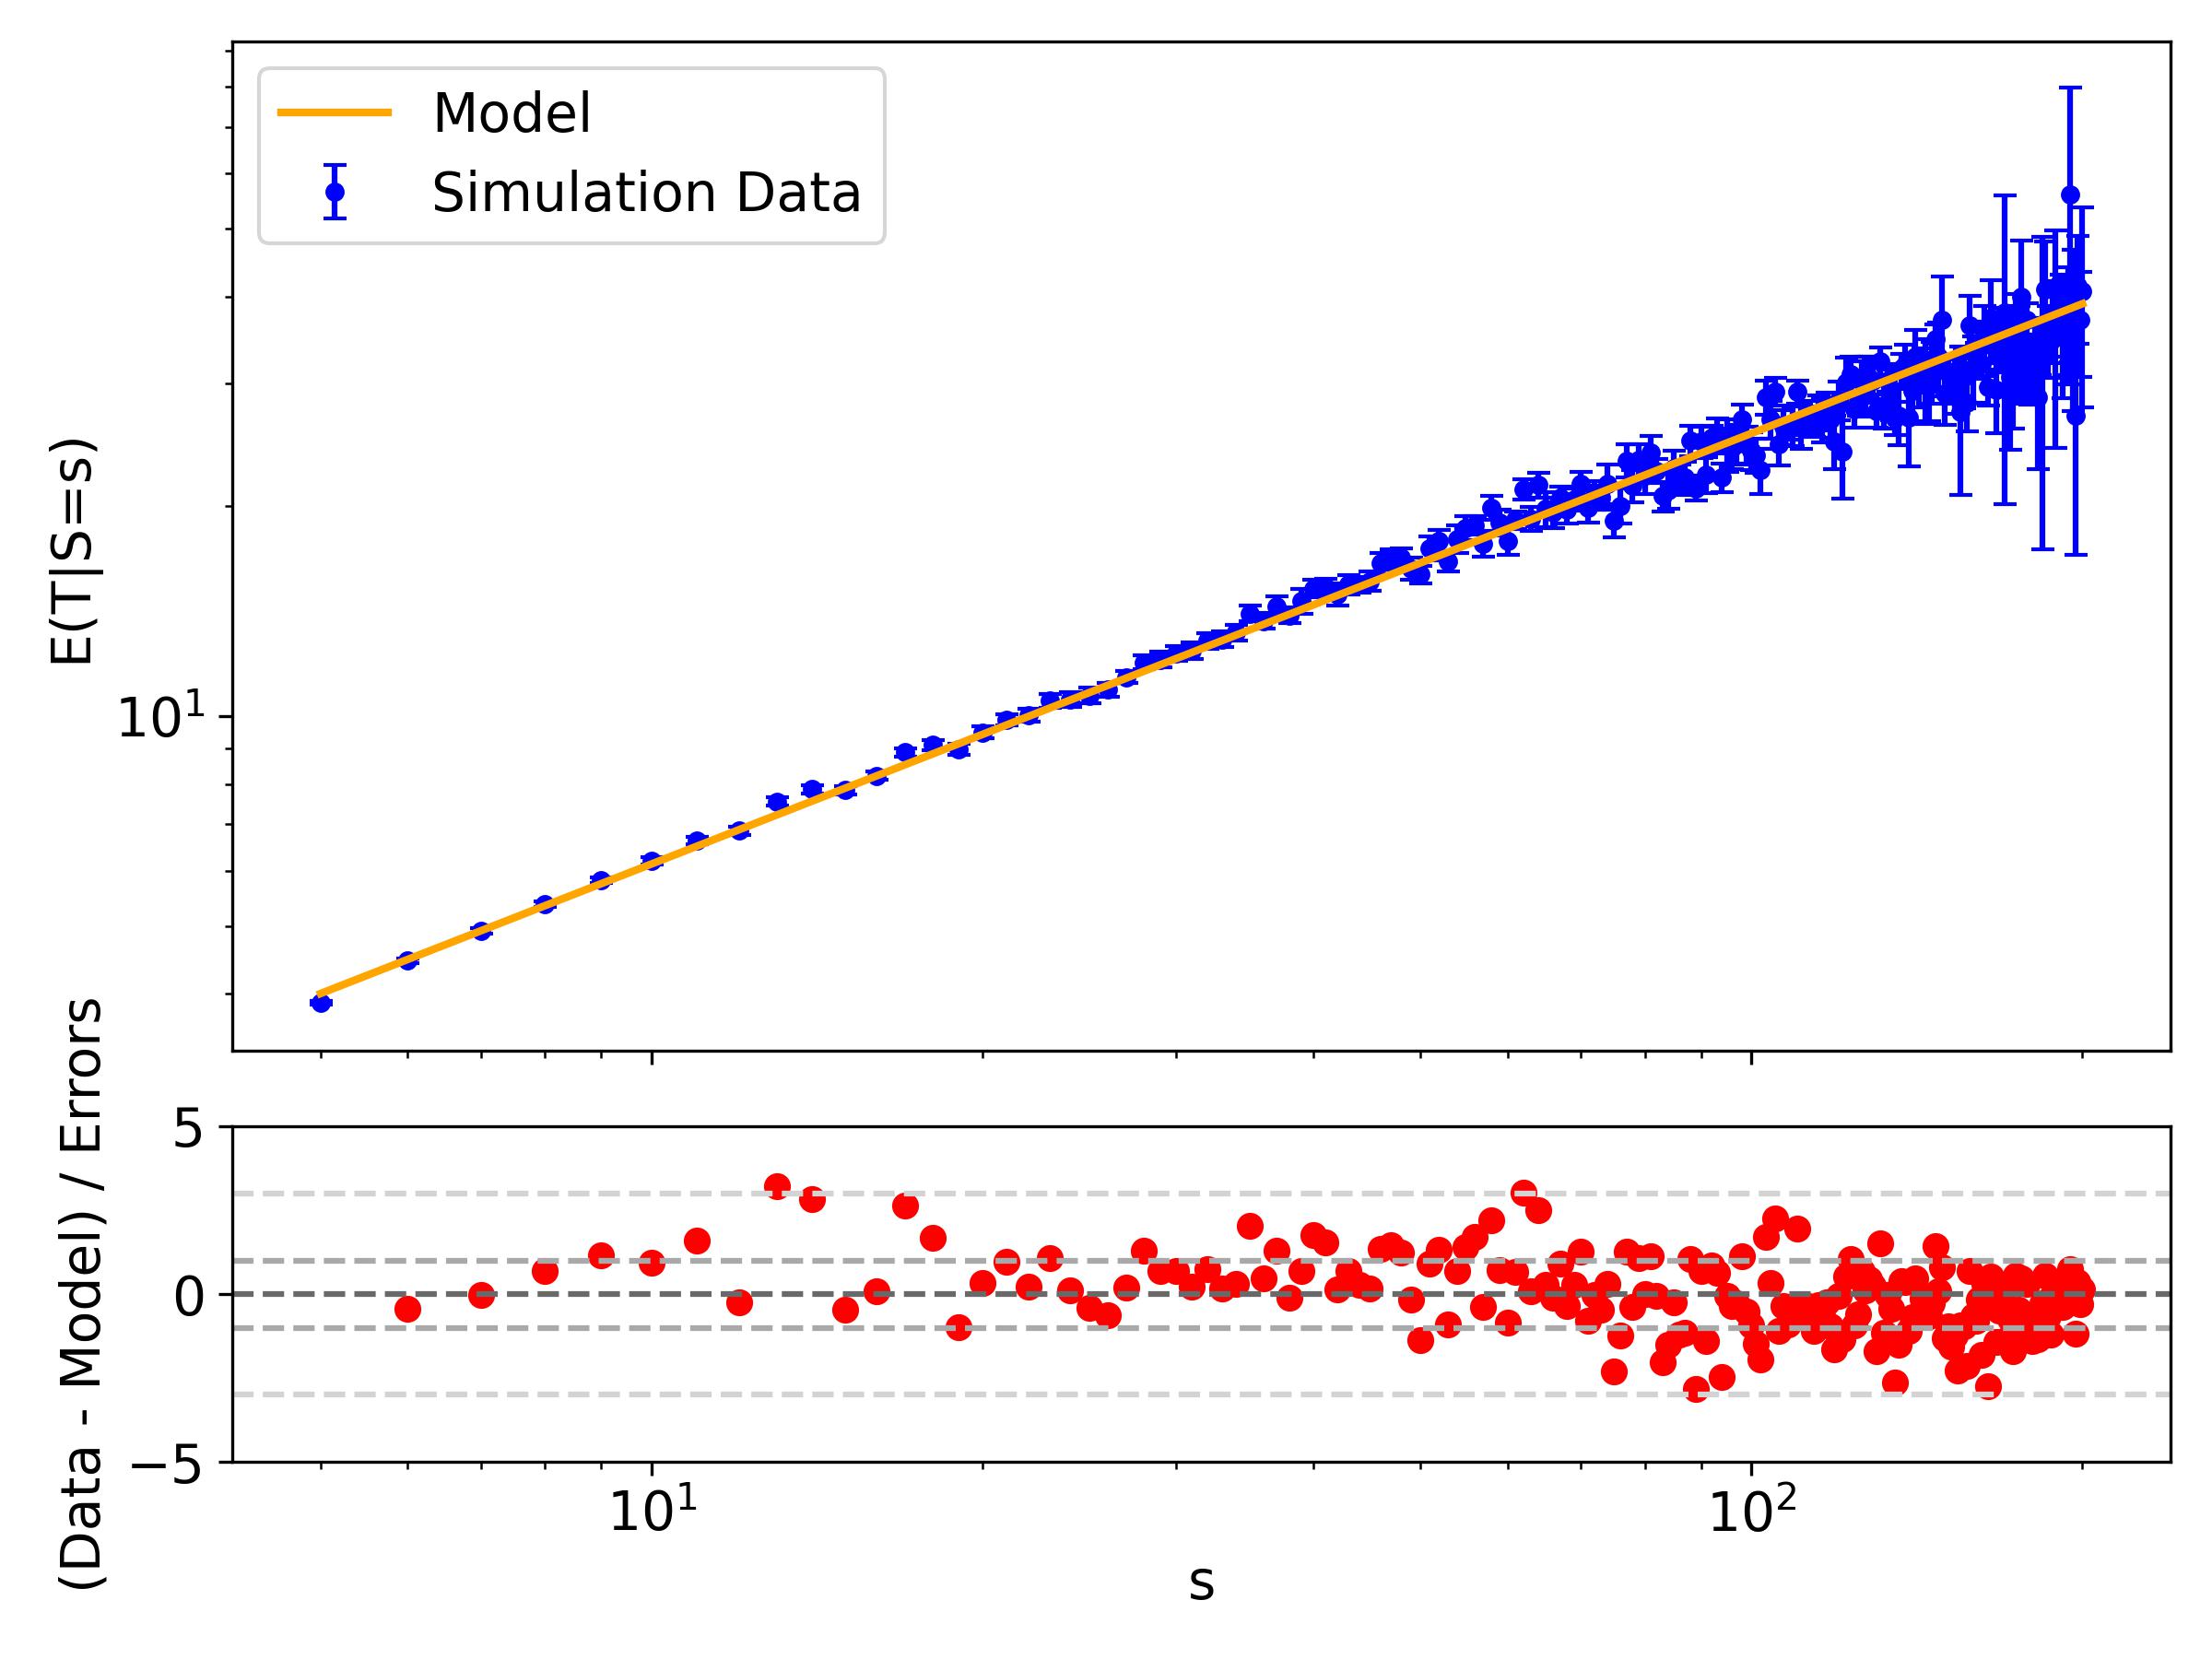 Model
Simulation Data
E(T|S=s)
10¹
(Data - Model) / Errors
5
0
−5
10¹
10²
s